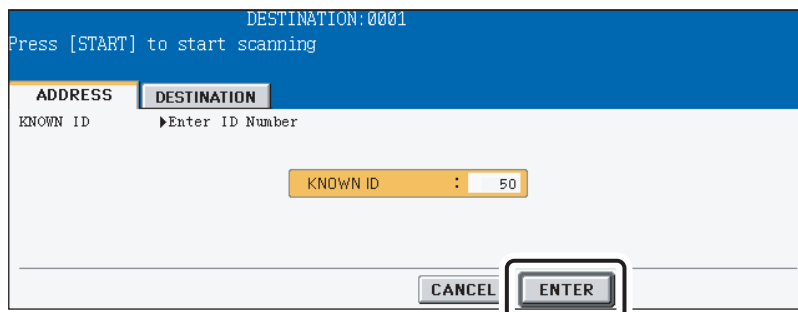 DESTINATION:0001
Press [START] to start scanning
ADDRESS DESTINATION
KNOWN ID ▶Enter ID Number
KNOWN ID : 50
CANCEL ENTER